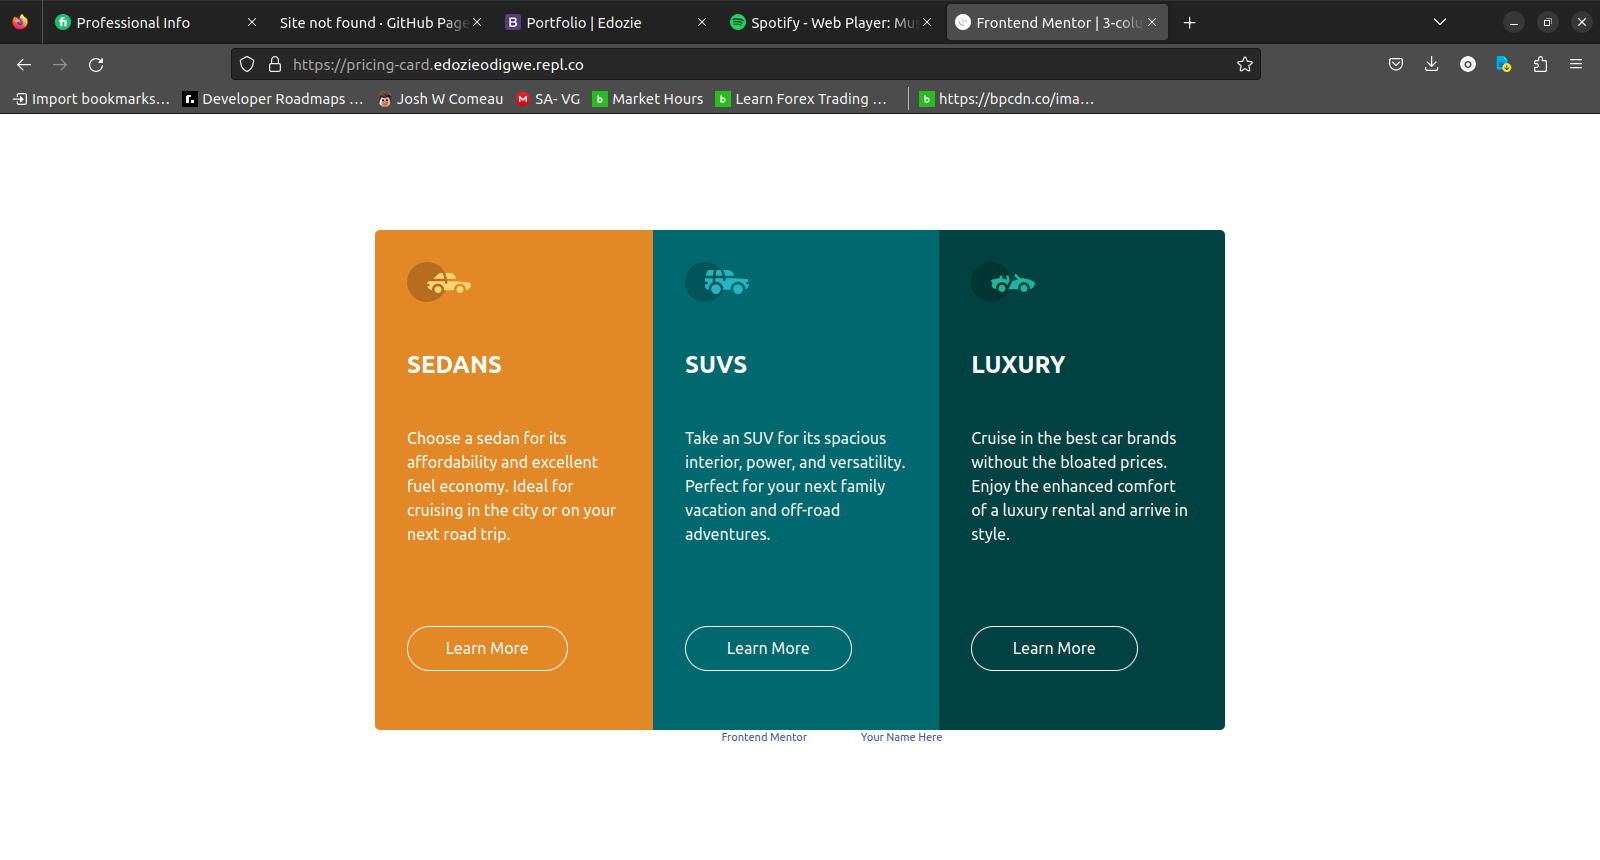 Professional Info
Site not found · GitHub Page
Portfolio | Edozie
Spotify - Web Player: Mu
Frontend Mentor | 3-colu
https://pricing-card.edozieodigwe.repl.co
Import bookmarks...
Developer Roadmaps ...
Josh W Comeau
SA- VG
Market Hours
Learn Forex Trading ...
https://bpcdn.co/ima...
SEDANS
Choose a sedan for its
affordability and excellent
fuel economy. Ideal for
cruising in the city or on your
next road trip.
Learn More
SUVS
Take an SUV for its spacious
interior, power, and versatility.
Perfect for your next family
vacation and off-road
adventures.
Learn More
LUXURY
Cruise in the best car brands
without the bloated prices.
Enjoy the enhanced comfort
of a luxury rental and arrive in
style.
Learn More
Frontend Mentor
Your Name Here